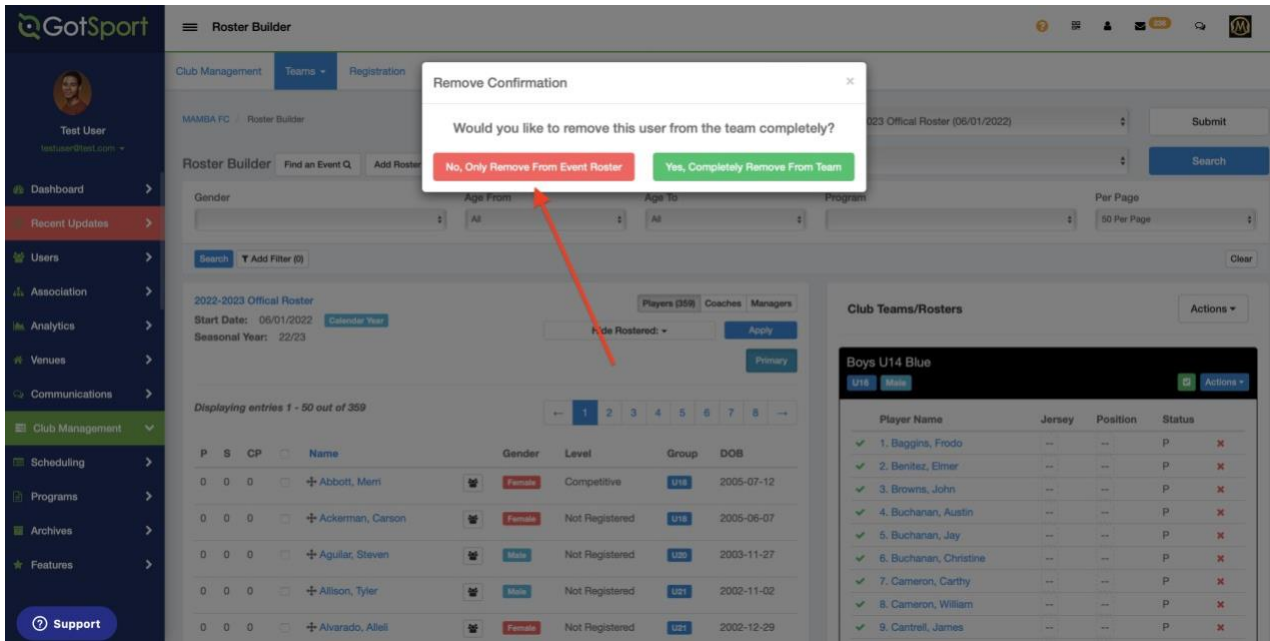 GotSport
Roster Builder
236
Test User
testuser@test.com
Dashboard
Recent Updates
Users
Association
Analytics
Venues
Communications
Club Management
Scheduling
Programs
Archives
Features
Support
Club Management Teams Registration
MAMBA FC / Roster Builder
Roster Builder Find an Event Add Roster
023 Offical Roster (06/01/2022) Submit
Search
Remove Confirmation ×
Would you like to remove this user from the team completely?
No, Only Remove From Event Roster Yes, Completely Remove From Team
Gender Age From Age To Program Per Page
All All 50 Per Page
Search Add Filter (0) Clear
2022-2023 Offical Roster Players (359) Coaches Managers
Start Date: 06/01/2022 Calendar Year Hide Rostered: Apply
Seasonal Year: 22/23
Primary
Displaying entries 1 - 50 out of 359 ← 1 2 3 4 5 6 7 8 →
P S CP Name Gender Level Group DOB
0 0 0 Abbott, Merri Female Competitive U18 2005-07-12
0 0 0 Ackerman, Carson Female Not Registered U18 2005-06-07
0 0 0 Aguilar, Steven Male Not Registered U20 2003-11-27
0 0 0 Allison, Tyler Male Not Registered U21 2002-11-02
0 0 0 Alvarado, Alleli Female Not Registered U21 2002-12-29
Club Teams/Rosters Actions
Boys U14 Blue
U16 Male Actions
Player Name Jersey Position Status
1. Baggins, Frodo -- -- P
2. Benitez, Elmer -- -- P
3. Browns, John -- -- P
4. Buchanan, Austin -- -- P
5. Buchanan, Jay -- -- P
6. Buchanan, Christine -- -- P
7. Cameron, Carthy -- -- P
8. Cameron, William -- -- P
9. Cantrell, James -- -- P